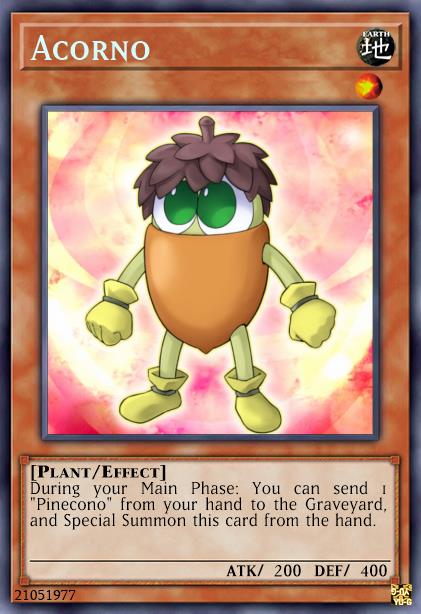 ACORNO
EARTH
地
[PLANT/EFFECT]
During your Main Phase: You can send 1
"Pinecono" from your hand to the Graveyard,
and Special Summon this card from the hand.
ATK/ 200 DEF/ 400
21051977